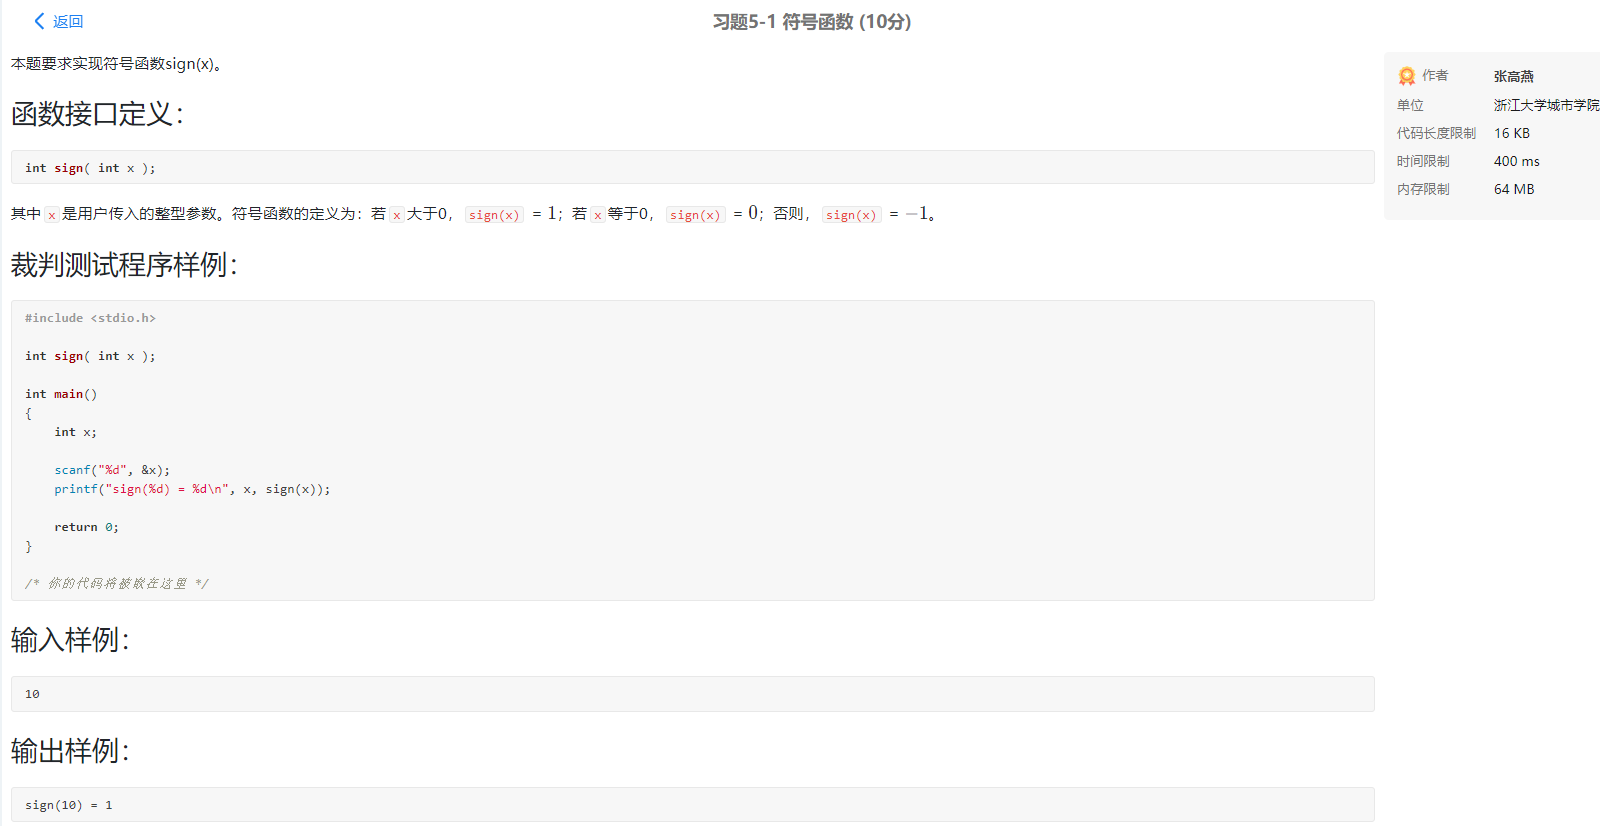 返回
习题5-1 符号函数 (10分)
本题要求实现符号函数sign(x)。
函数接口定义：
int sign( int x );
其中 x 是用户传入的整型参数。符号函数的定义为：若 x 大于0， sign(x) = 1；若 x 等于0， sign(x) = 0；否则， sign(x) = −1。
裁判测试程序样例：
#include <stdio.h>
int sign( int x );
int main()
{
    int x;
    scanf("%d", &x);
    printf("sign(%d) = %d\n", x, sign(x));
    return 0;
}
/* 你的代码将被嵌在这里 */
输入样例：
10
输出样例：
sign(10) = 1
作者 张高燕
单位 浙江大学城市学院
代码长度限制 16 KB
时间限制 400 ms
内存限制 64 MB